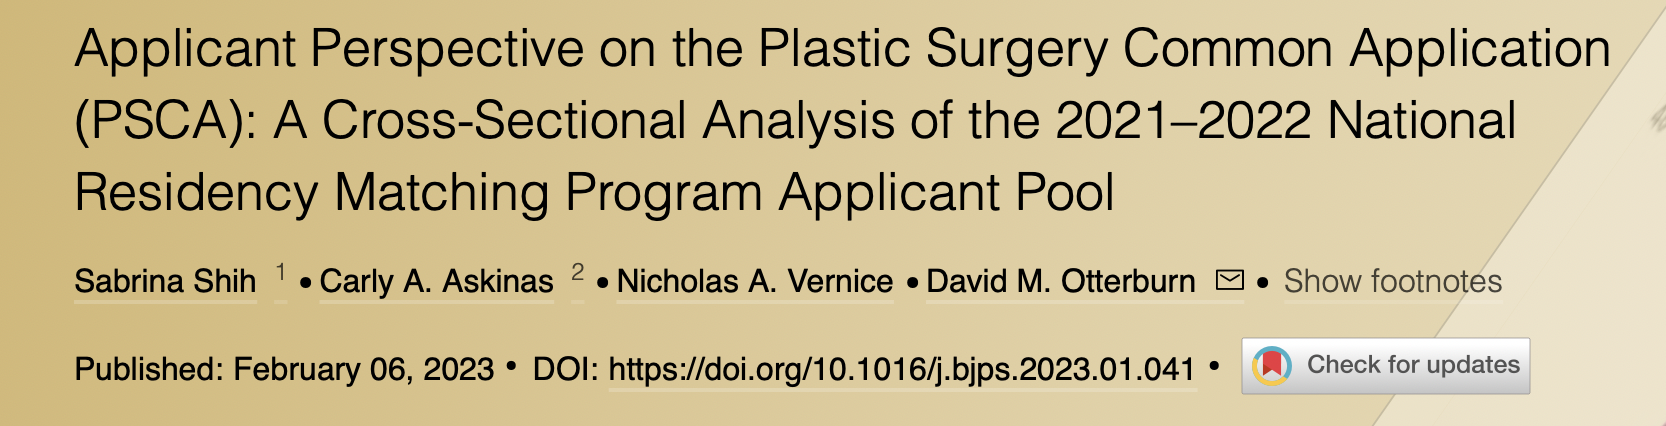 Applicant Perspective on the Plastic Surgery Common Application
(PSCA): A Cross-Sectional Analysis of the 2021–2022 National
Residency Matching Program Applicant Pool
Sabrina Shih 1 • Carly A. Askinas 2 • Nicholas A. Vernice • David M. Otterburn • Show footnotes
Published: February 06, 2023 • DOI: https://doi.org/10.1016/j.bjps.2023.01.041 • Check for updates